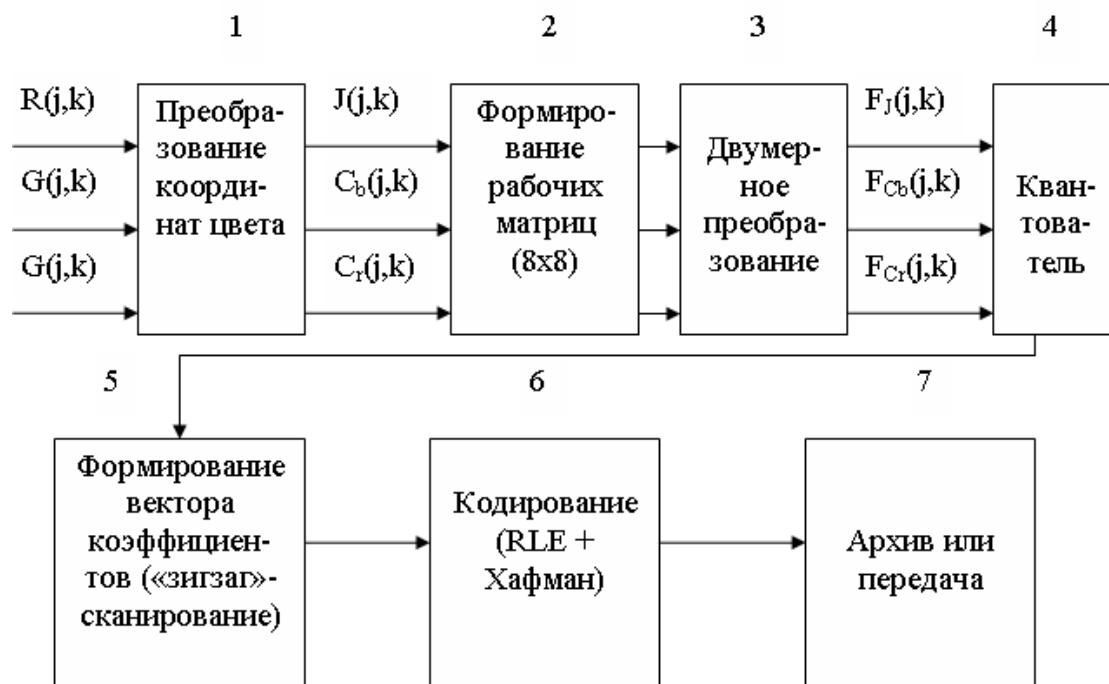 1
2
3
4
R(j,k)
G(j,k)
G(j,k)
Преобра-
зование
коорди-
нат цвета
J(j,k)
Cb(j,k)
Cr(j,k)
Формиро-
вание
рабочих
матриц
(8x8)
Двумер-
ное
преобра-
зование
FJ(j,k)
FCb(j,k)
FCr(j,k)
Кван-
това-
тель
5
6
7
Формирование
вектора
коэффициен-
тов («зигзаг»-
сканирование)
Кодирование
(RLE +
Хафман)
Архив или
передача